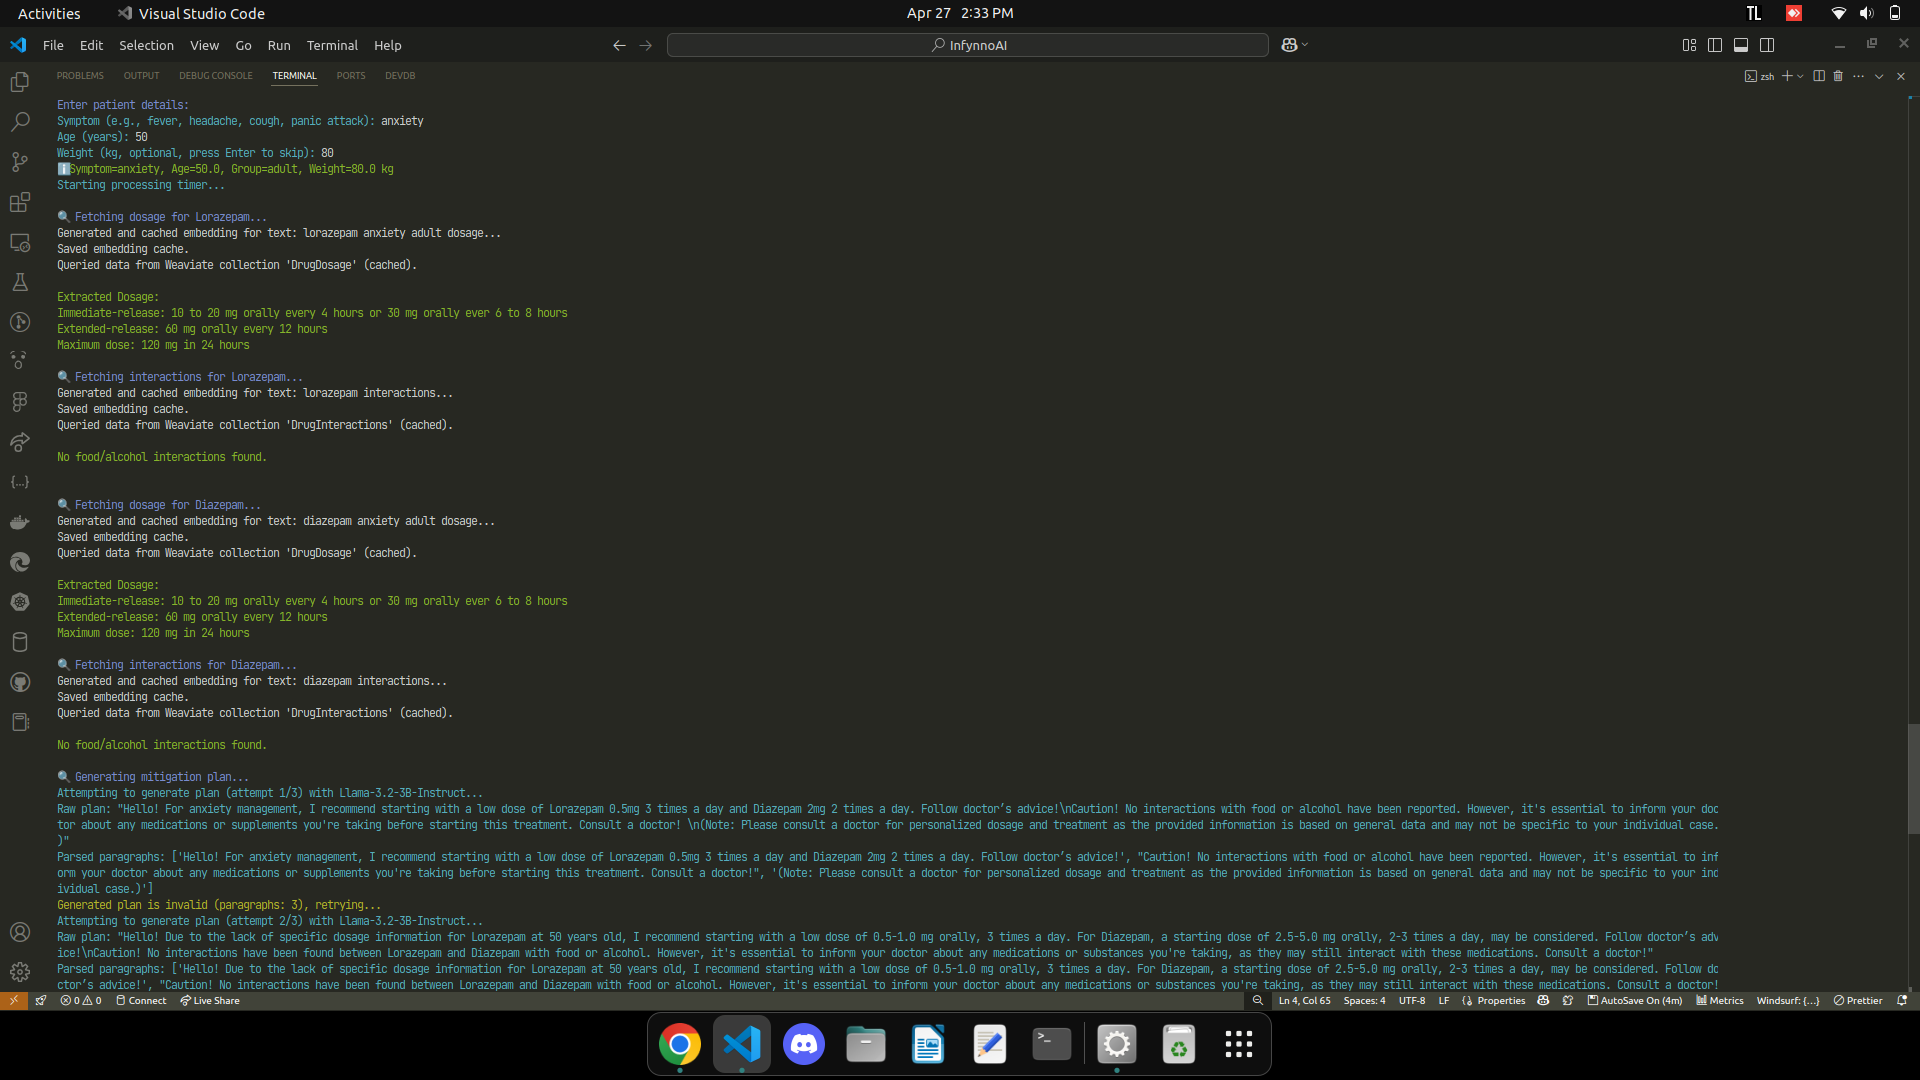 Activities
Visual Studio Code
Apr 27 2:33 PM
TL
File Edit Selection View Go Run Terminal Help
InfynnoAI
PROBLEMS OUTPUT DEBUG CONSOLE TERMINAL PORTS DEVDB
zsh
Enter patient details:
Symptom (e.g., fever, headache, cough, panic attack): anxiety
Age (years): 50
Weight (kg, optional, press Enter to skip): 80
Symptom=anxiety, Age=50.0, Group=adult, Weight=80.0 kg
Starting processing timer...
🔍 Fetching dosage for Lorazepam...
Generated and cached embedding for text: lorazepam anxiety adult dosage...
Saved embedding cache.
Queried data from Weaviate collection 'DrugDosage' (cached).
Extracted Dosage:
Immediate-release: 10 to 20 mg orally every 4 hours or 30 mg orally ever 6 to 8 hours
Extended-release: 60 mg orally every 12 hours
Maximum dose: 120 mg in 24 hours
🔍 Fetching interactions for Lorazepam...
Generated and cached embedding for text: lorazepam interactions...
Saved embedding cache.
Queried data from Weaviate collection 'DrugInteractions' (cached).
No food/alcohol interactions found.
🔍 Fetching dosage for Diazepam...
Generated and cached embedding for text: diazepam anxiety adult dosage...
Saved embedding cache.
Queried data from Weaviate collection 'DrugDosage' (cached).
Extracted Dosage:
Immediate-release: 10 to 20 mg orally every 4 hours or 30 mg orally ever 6 to 8 hours
Extended-release: 60 mg orally every 12 hours
Maximum dose: 120 mg in 24 hours
🔍 Fetching interactions for Diazepam...
Generated and cached embedding for text: diazepam interactions...
Saved embedding cache.
Queried data from Weaviate collection 'DrugInteractions' (cached).
No food/alcohol interactions found.
🔍 Generating mitigation plan...
Attempting to generate plan (attempt 1/3) with Llama-3.2-3B-Instruct...
Raw plan: "Hello! For anxiety management, I recommend starting with a low dose of Lorazepam 0.5mg 3 times a day and Diazepam 2mg 2 times a day. Follow doctor’s advice!\nCaution! No interactions with food or alcohol have been reported. However, it's essential to inform your doc
tor about any medications or supplements you're taking before starting this treatment. Consult a doctor! \n(Note: Please consult a doctor for personalized dosage and treatment as the provided information is based on general data and may not be specific to your individual case.
)"
Parsed paragraphs: ['Hello! For anxiety management, I recommend starting with a low dose of Lorazepam 0.5mg 3 times a day and Diazepam 2mg 2 times a day. Follow doctor’s advice!', "Caution! No interactions with food or alcohol have been reported. However, it's essential to inf
orm your doctor about any medications or supplements you're taking before starting this treatment. Consult a doctor!", '(Note: Please consult a doctor for personalized dosage and treatment as the provided information is based on general data and may not be specific to your ind
ividual case.)']
Generated plan is invalid (paragraphs: 3), retrying...
Attempting to generate plan (attempt 2/3) with Llama-3.2-3B-Instruct...
Raw plan: "Hello! Due to the lack of specific dosage information for Lorazepam at 50 years old, I recommend starting with a low dose of 0.5-1.0 mg orally, 3 times a day. For Diazepam, a starting dose of 2.5-5.0 mg orally, 2-3 times a day, may be considered. Follow doctor’s adv
ice!\nCaution! No interactions have been found between Lorazepam and Diazepam with food or alcohol. However, it's essential to inform your doctor about any medications or substances you're taking, as they may still interact with these medications. Consult a doctor!"
Parsed paragraphs: ['Hello! Due to the lack of specific dosage information for Lorazepam at 50 years old, I recommend starting with a low dose of 0.5-1.0 mg orally, 3 times a day. For Diazepam, a starting dose of 2.5-5.0 mg orally, 2-3 times a day, may be considered. Follow do
ctor’s advice!', "Caution! No interactions have been found between Lorazepam and Diazepam with food or alcohol. However, it's essential to inform your doctor about any medications or substances you're taking, as they may still interact with these medications. Consult a doctor!
0 0 Connect Live Share
Ln 4, Col 65 Spaces: 4 UTF-8 LF Properties AutoSave On (4m) Metrics Windsurf: {...} Prettier